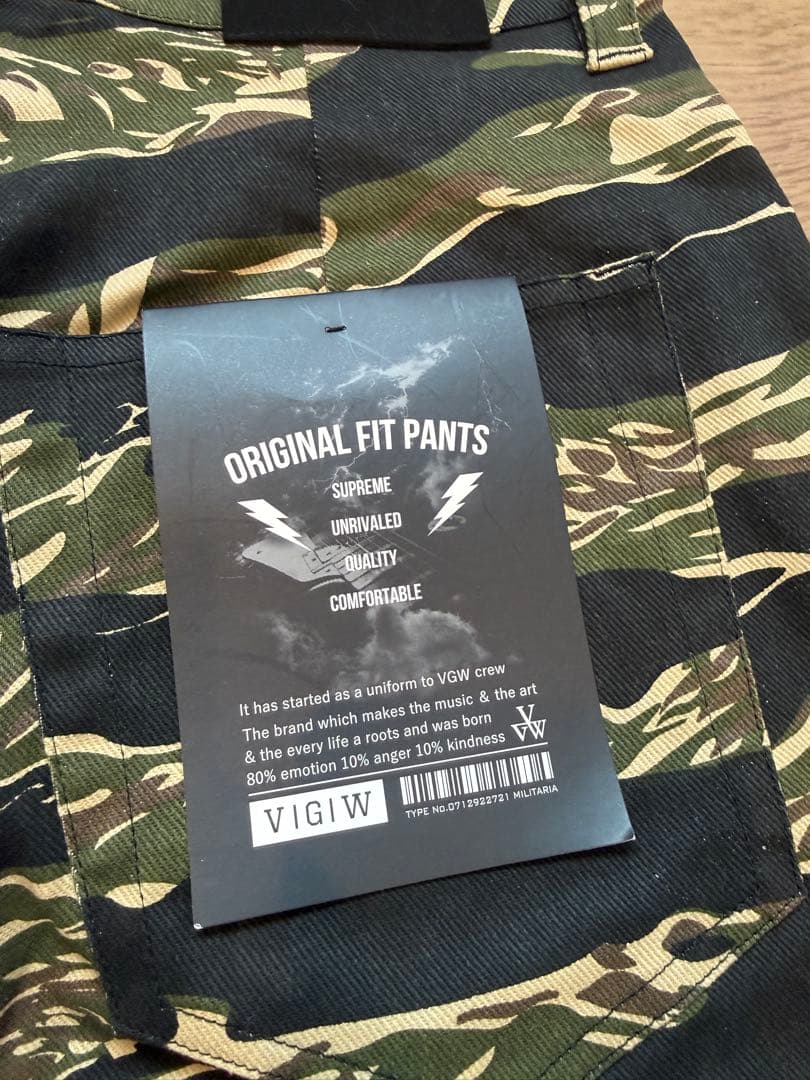 ORIGINAL FIT PANTS
SUPREME
UNRIVALED
QUALITY
COMFORTABLE
It has started as a uniform to VGW crew
The brand which makes the music & the art
& the every life a roots and was born
80% emotion 10% anger 10% kindness
VGW
V|G|W
TYPE No.0712922721 MILITARIA